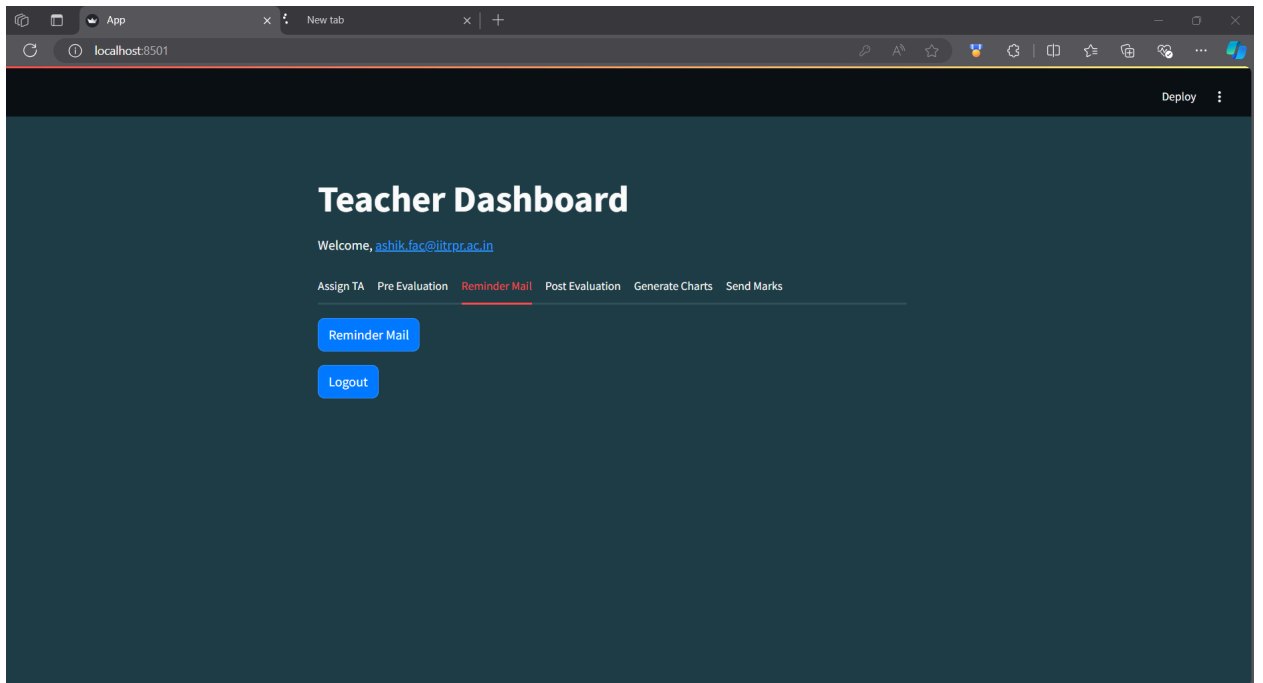 App New tab
localhost:8501
Deploy
Teacher Dashboard
Welcome, ashik.fac@iitrpr.ac.in
Assign TA Pre Evaluation Reminder Mail Post Evaluation Generate Charts Send Marks
Reminder Mail
Logout